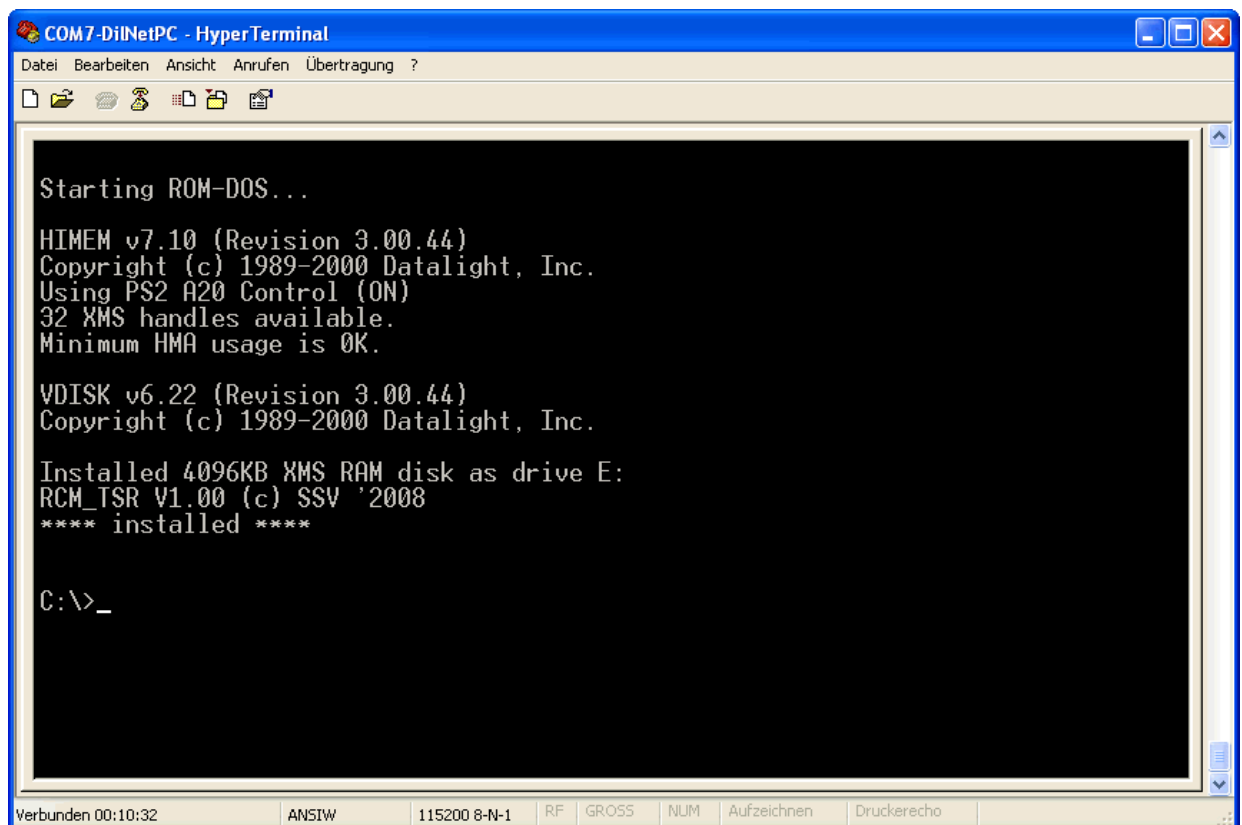 COM7-DilNetPC - HyperTerminal
Datei Bearbeiten Ansicht Anrufen Übertragung ?
Starting ROM-DOS...
HIMEM v7.10 (Revision 3.00.44)
Copyright (c) 1989-2000 Datalight, Inc.
Using PS2 A20 Control (ON)
32 XMS handles available.
Minimum HMA usage is 0K.
VDISK v6.22 (Revision 3.00.44)
Copyright (c) 1989-2000 Datalight, Inc.
Installed 4096KB XMS RAM disk as drive E:
RCM_TSR V1.00 (c) SSV '2008
**** installed ****
C:\>_
Verbunden 00:10:32 ANSIW 115200 8-N-1 RF GROSS NUM Aufzeichnen Druckerecho